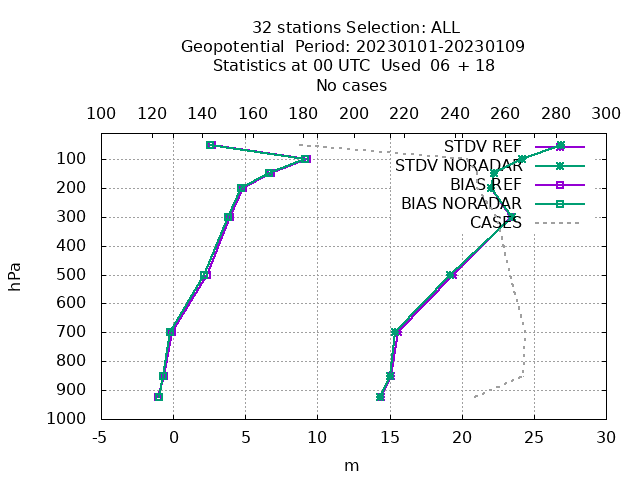 32 stations Selection: ALL
Geopotential  Period: 20230101-20230109
Statistics at 00 UTC  Used  06 + 18
No cases
100 120 140 160 180 200 220 240 260 280 300
STDV REF
100
STDV NORADAR
BIAS REF
200
BIAS NORADAR
300
CASES
400
hPa
500
600
700
800
900
1000
-5 0 5 10 15 20 25 30
m